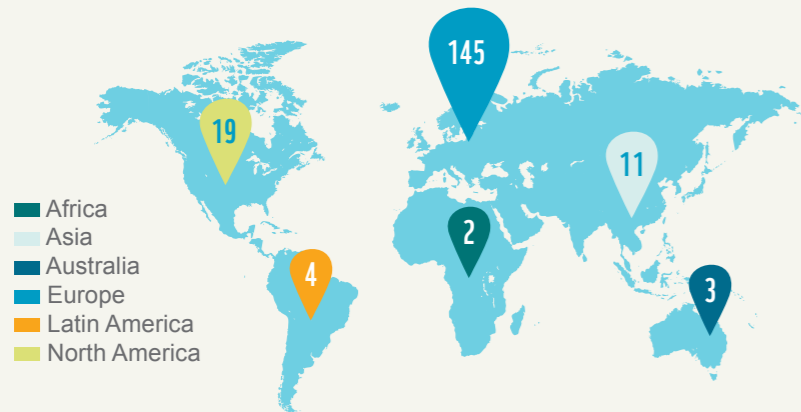 145
19
11
2
4
3
Africa
Asia
Australia
Europe
Latin America
North America